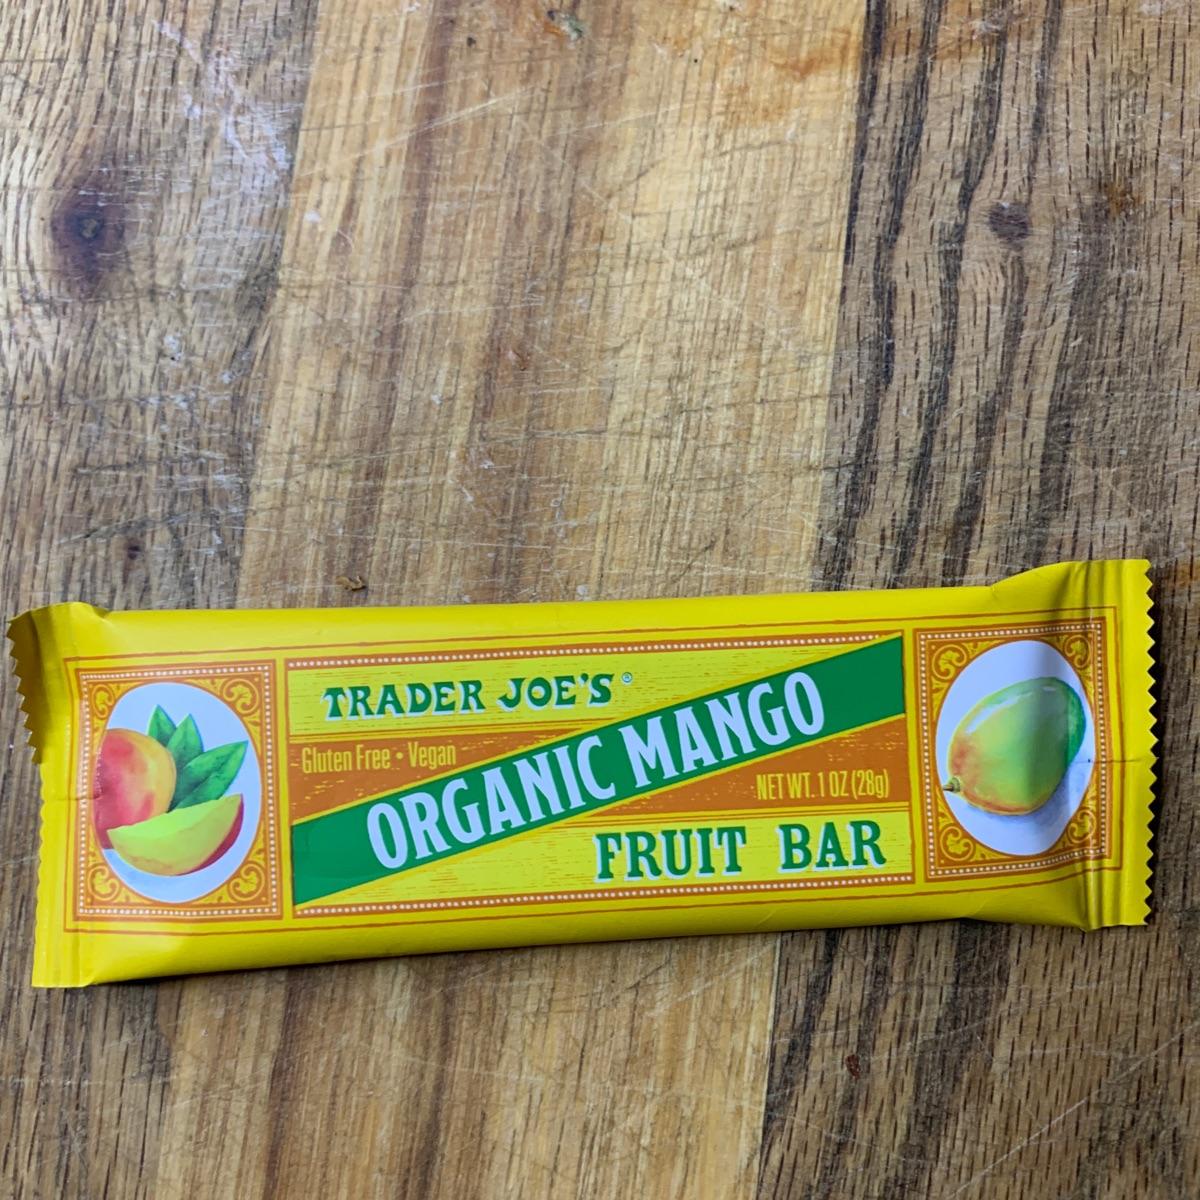 TRADER JOE'S®
Gluten Free • Vegan
ORGANIC MANGO
NET WT. 1 OZ (28g)
FRUIT BAR